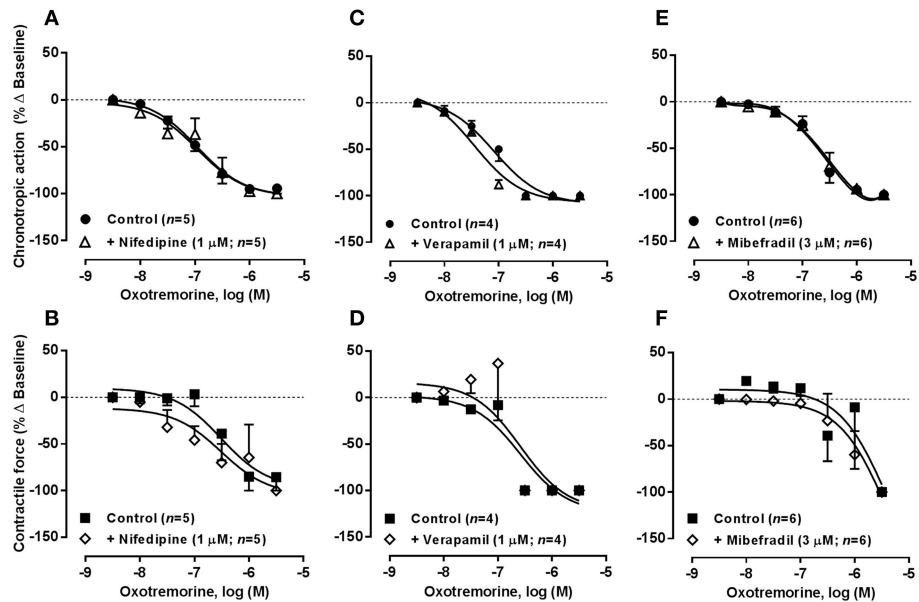 A
C
E
Chronotropic action (% Δ Baseline)
50
0
-50
-100
-150
Control (n=5)
+ Nifedipine (1 μM; n=5)
-9 -8 -7 -6 -5
Oxotremorine, log (M)
50
0
-50
-100
-150
Control (n=4)
+ Verapamil (1 μM; n=4)
-9 -8 -7 -6 -5
Oxotremorine, log (M)
50
0
-50
-100
-150
Control (n=6)
+ Mibefradil (3 μM; n=6)
-9 -8 -7 -6 -5
Oxotremorine, log (M)
B
D
F
Contractile force (% Δ Baseline)
50
0
-50
-100
-150
Control (n=5)
+ Nifedipine (1 μM; n=5)
-9 -8 -7 -6 -5
Oxotremorine, log (M)
50
0
-50
-100
-150
Control (n=4)
+ Verapamil (1 μM; n=4)
-9 -8 -7 -6 -5
Oxotremorine, log (M)
50
0
-50
-100
-150
Control (n=6)
+ Mibefradil (3 μM; n=6)
-9 -8 -7 -6 -5
Oxotremorine, log (M)